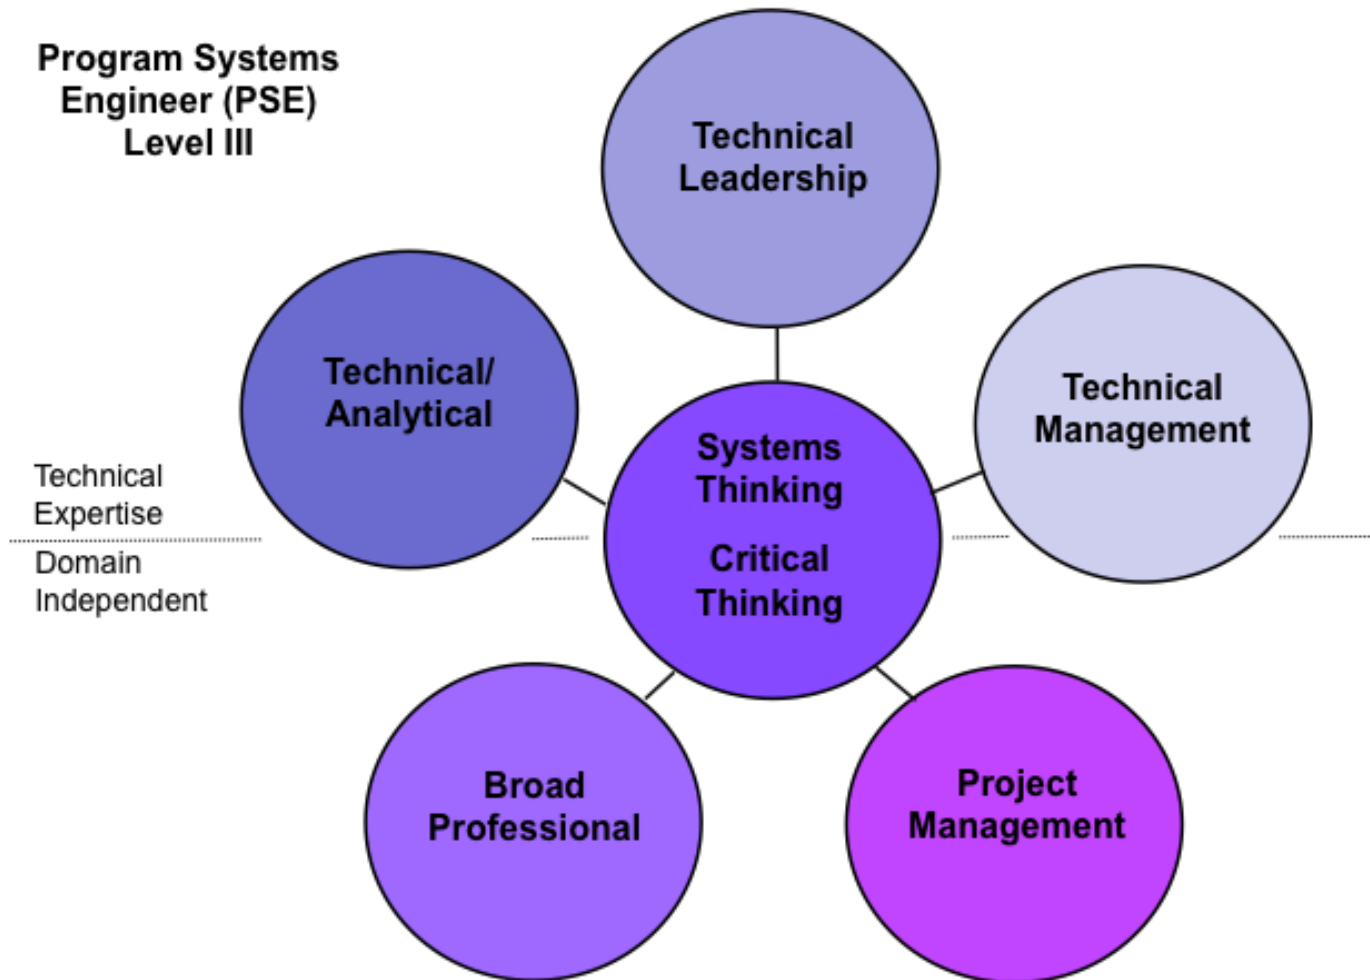 Program Systems
Engineer (PSE)
Level III
Technical
Leadership
Technical/
Analytical
Technical
Management
Systems
Thinking
Critical
Thinking
Technical
Expertise
Domain
Independent
Broad
Professional
Project
Management